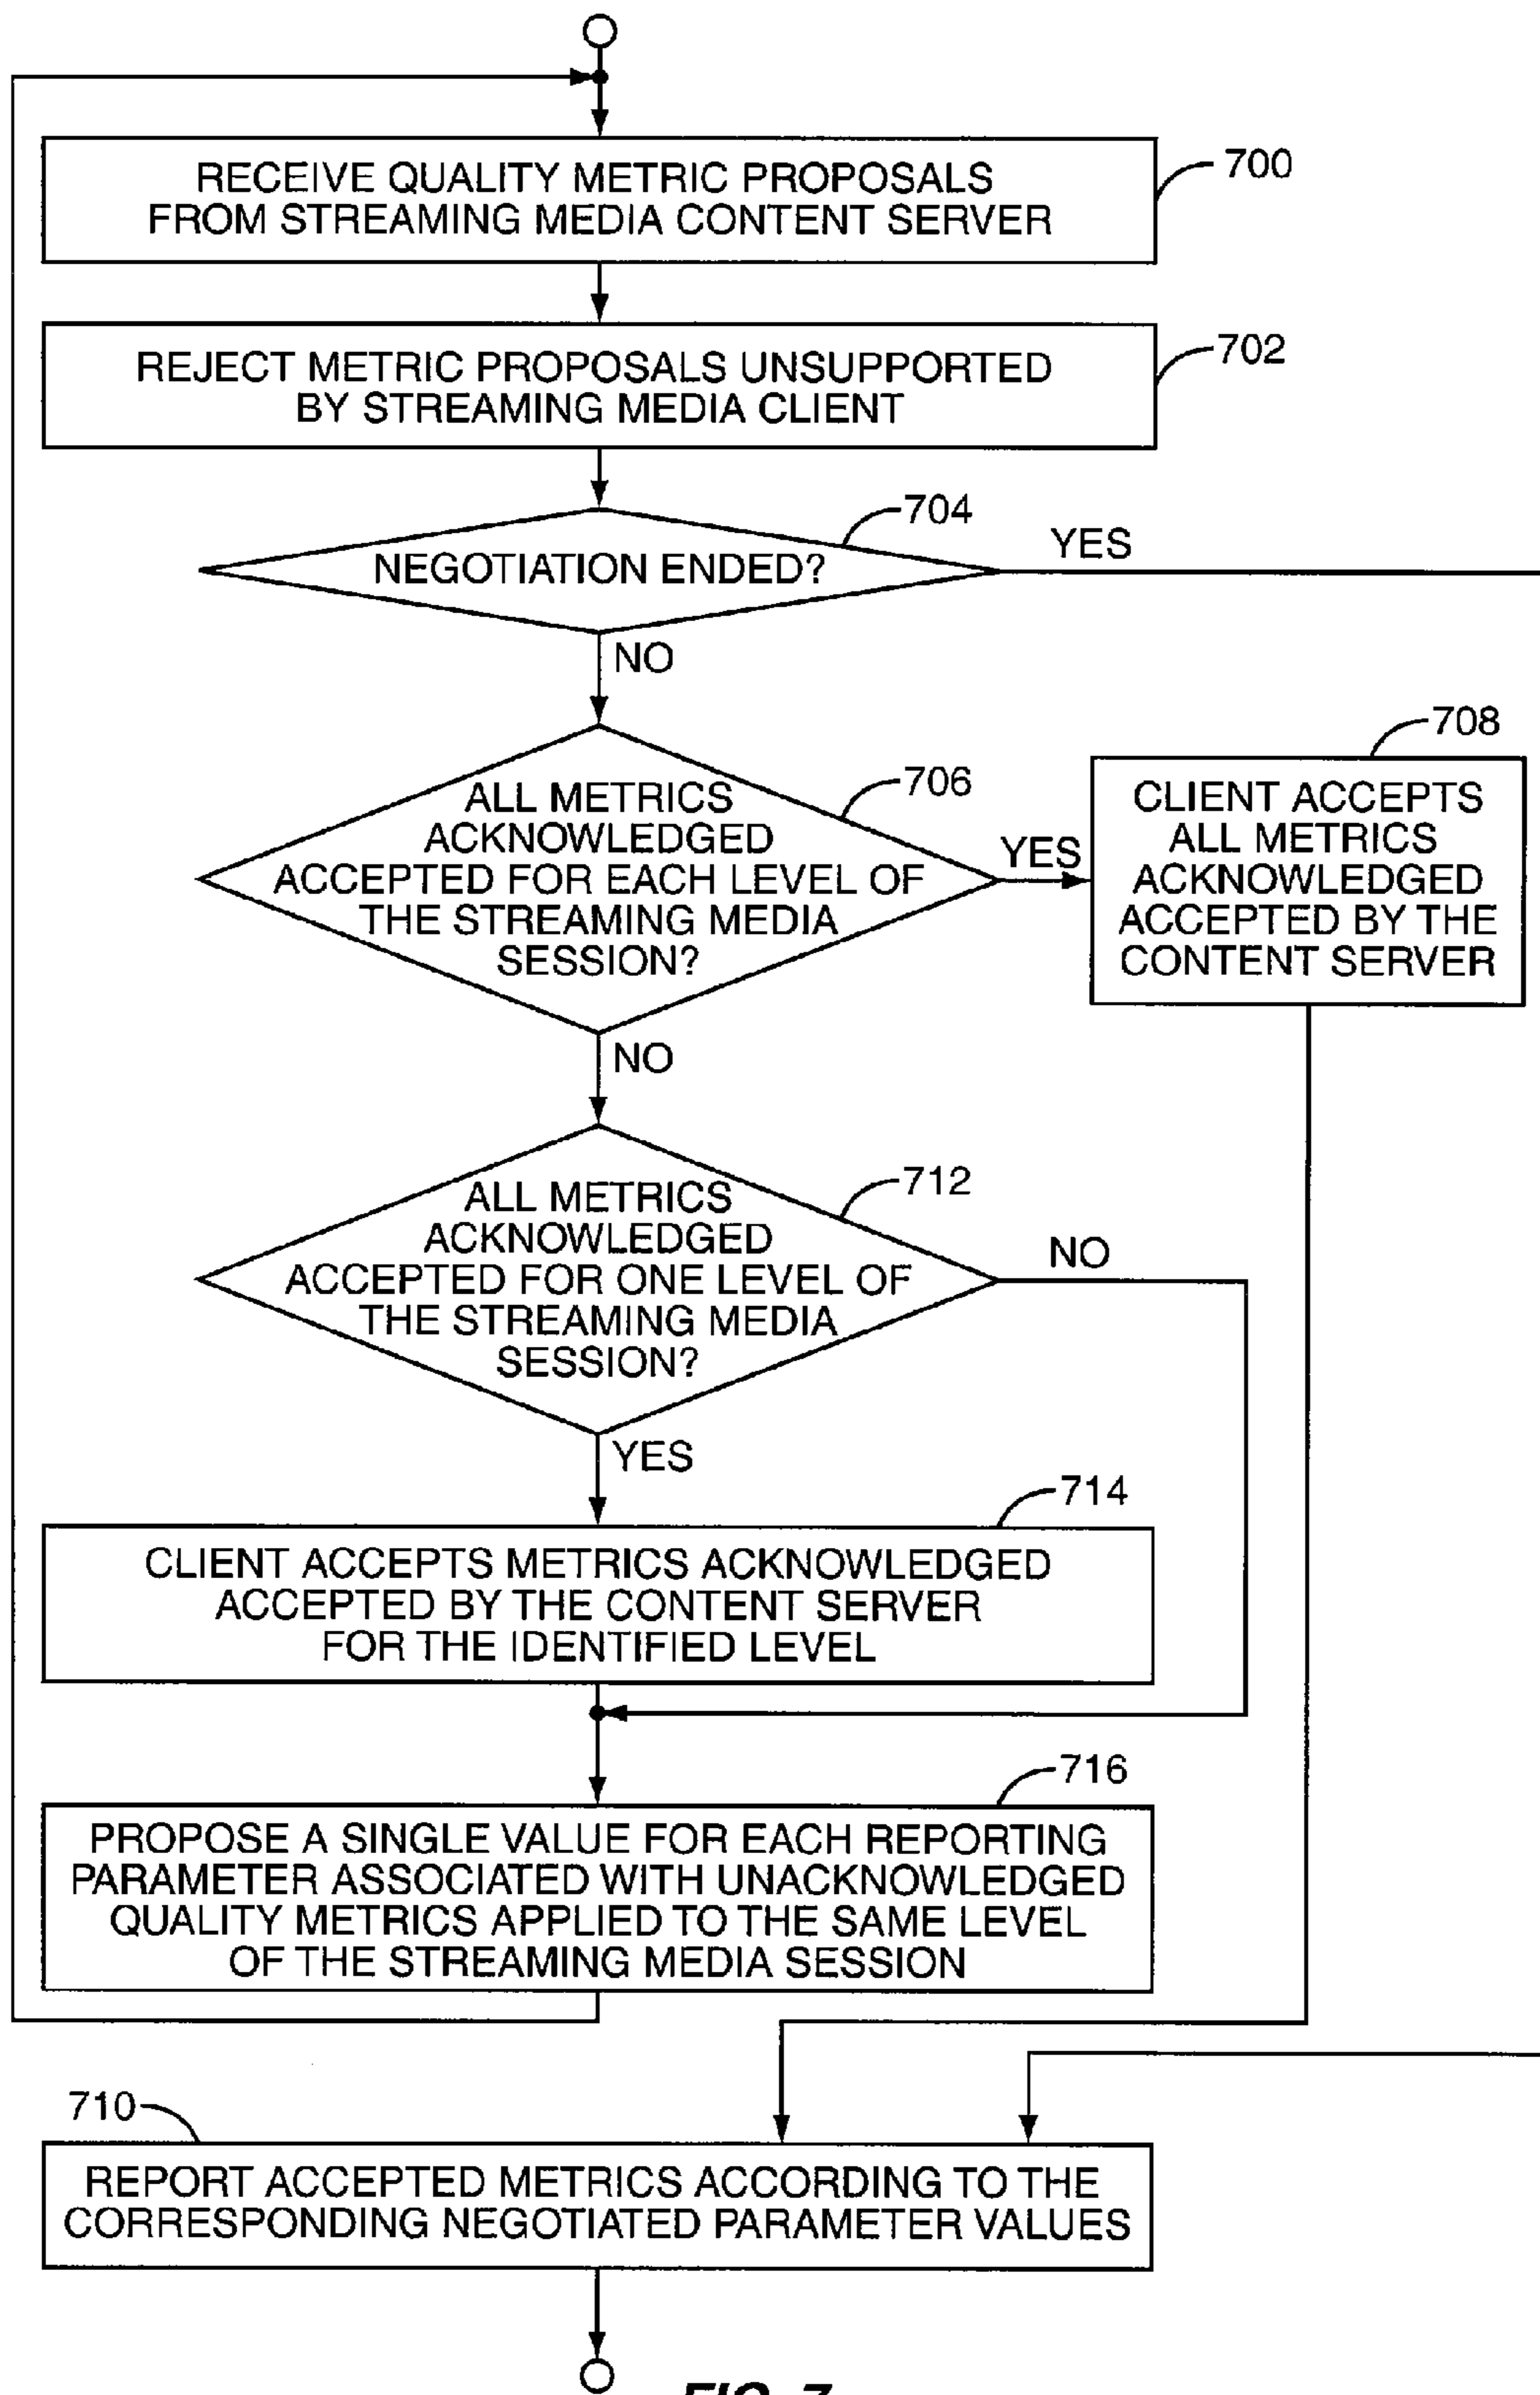 RECEIVE QUALITY METRIC PROPOSALS
FROM STREAMING MEDIA CONTENT SERVER
700
REJECT METRIC PROPOSALS UNSUPPORTED
BY STREAMING MEDIA CLIENT
702
704
NEGOTIATION ENDED?
YES
NO
706
ALL METRICS
ACKNOWLEDGED
ACCEPTED FOR EACH LEVEL OF
THE STREAMING MEDIA
SESSION?
YES
708
CLIENT ACCEPTS
ALL METRICS
ACKNOWLEDGED
ACCEPTED BY THE
CONTENT SERVER
NO
712
ALL METRICS
ACKNOWLEDGED
ACCEPTED FOR ONE LEVEL OF
THE STREAMING MEDIA
SESSION?
NO
YES
714
CLIENT ACCEPTS METRICS ACKNOWLEDGED
ACCEPTED BY THE CONTENT SERVER
FOR THE IDENTIFIED LEVEL
716
PROPOSE A SINGLE VALUE FOR EACH REPORTING
PARAMETER ASSOCIATED WITH UNACKNOWLEDGED
QUALITY METRICS APPLIED TO THE SAME LEVEL
OF THE STREAMING MEDIA SESSION
710
REPORT ACCEPTED METRICS ACCORDING TO THE
CORRESPONDING NEGOTIATED PARAMETER VALUES
FIG. 7